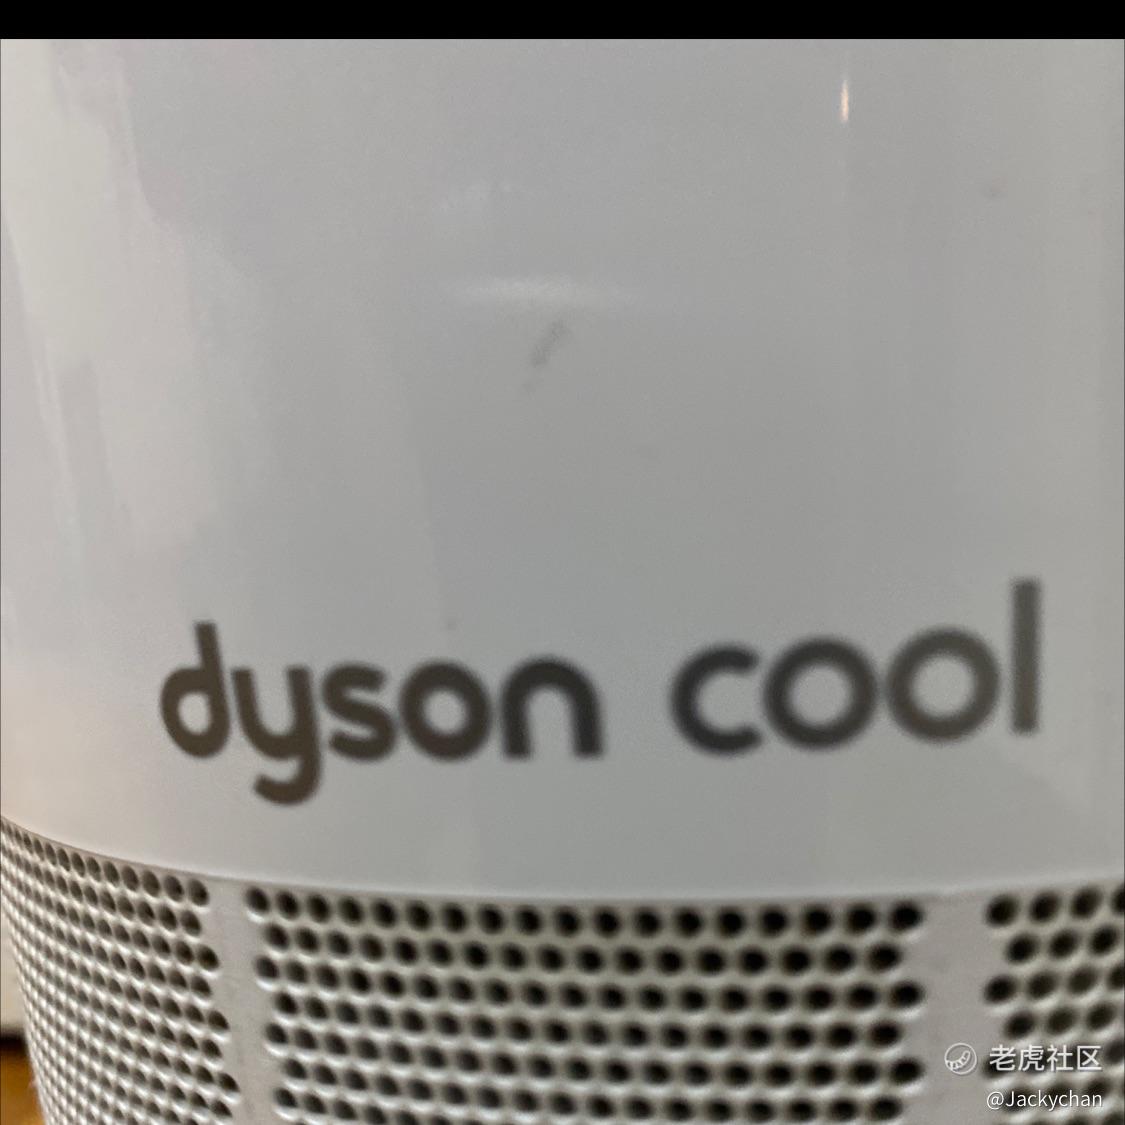 dyson cool
老虎社区
@Jackychan